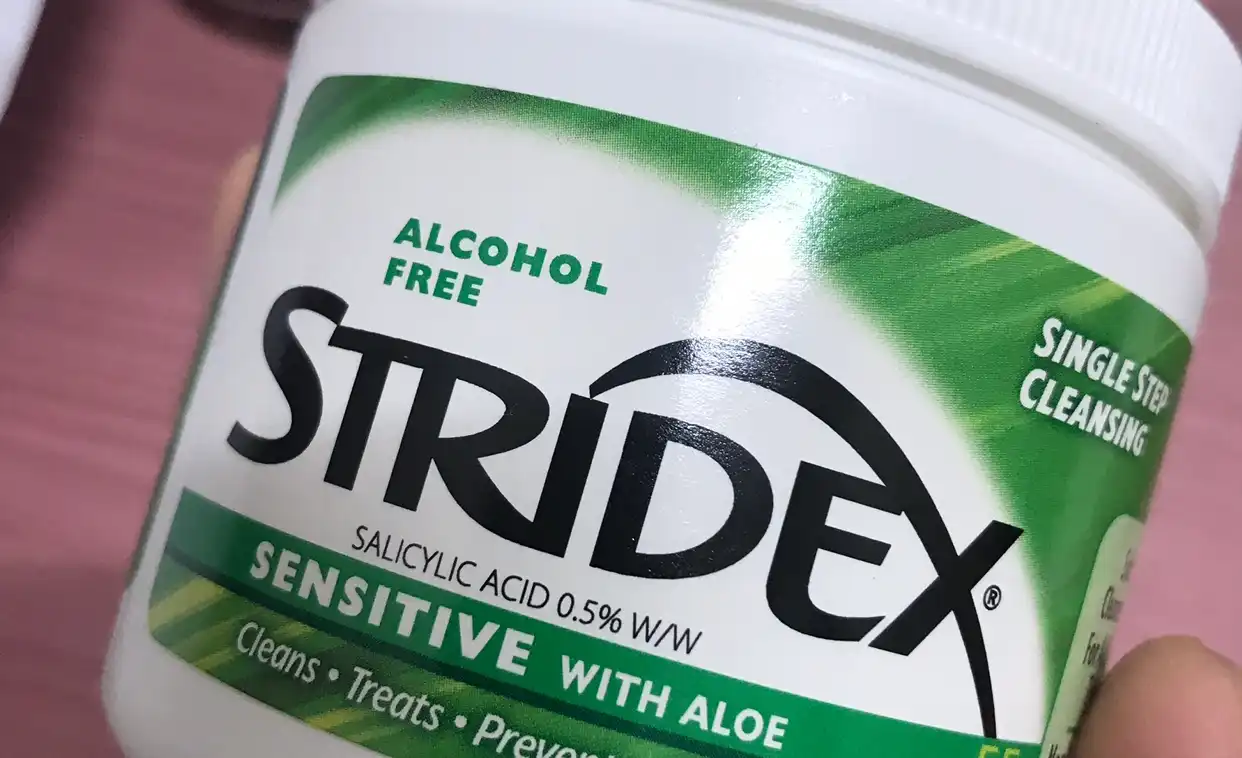 ALCOHOL
FREE
STRIDEX®
SINGLE STEP
CLEANSING
SALICYLIC ACID 0.5% W/W
SENSITIVE WITH ALOE
Cleans • Treats •